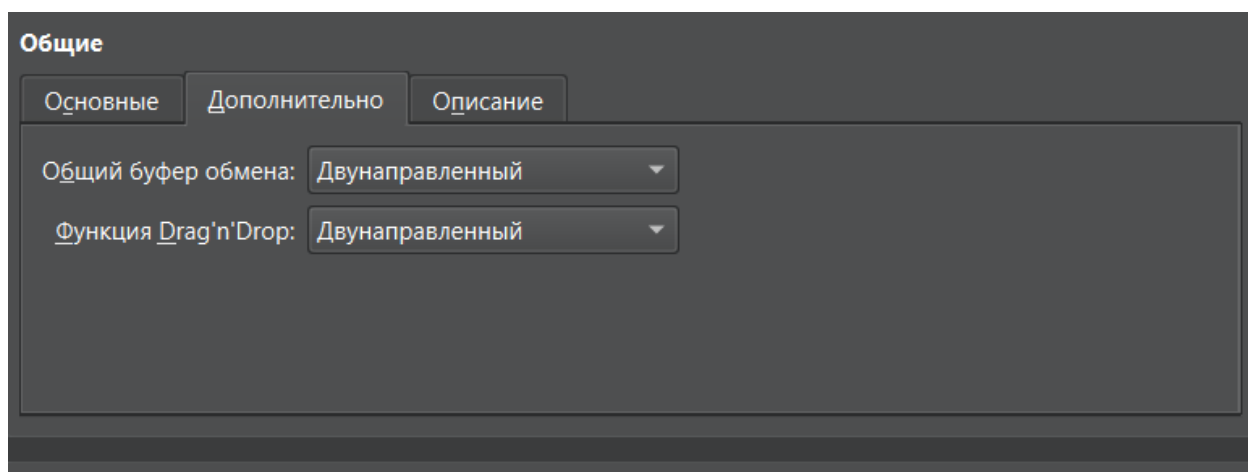 Общие
Основные Дополнительно Описание
Общий буфер обмена: Двунаправленный
Функция Drag'n'Drop: Двунаправленный